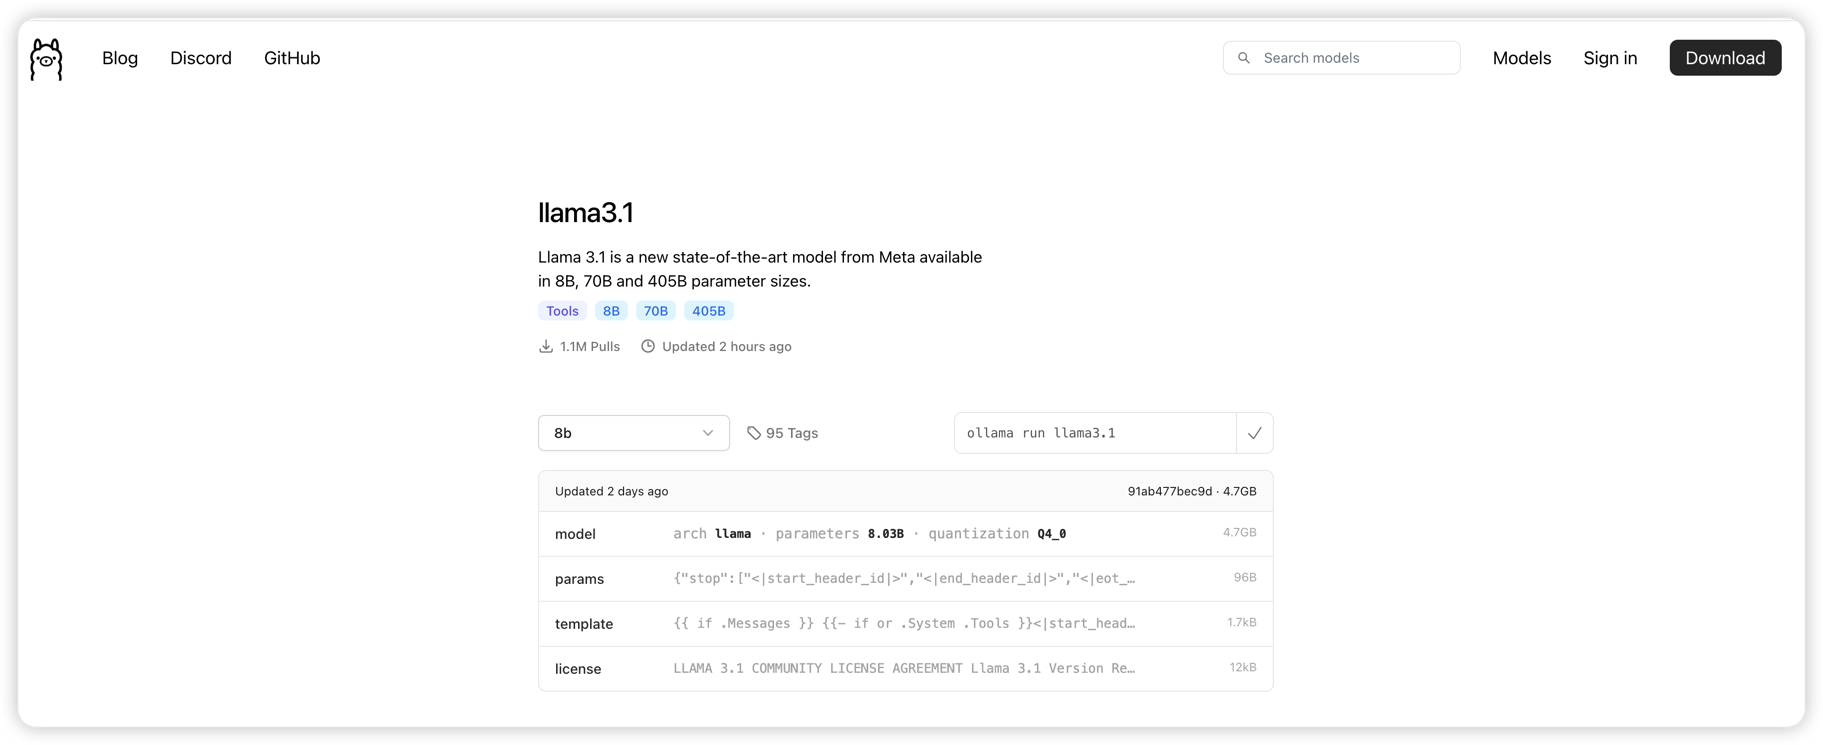 Blog Discord GitHub Search models Models Sign in Download
llama3.1
Llama 3.1 is a new state-of-the-art model from Meta available
in 8B, 70B and 405B parameter sizes.
Tools 8B 70B 405B
1.1M Pulls Updated 2 hours ago
8b 95 Tags ollama run llama3.1
Updated 2 days ago 91ab477bec9d · 4.7GB
model arch llama · parameters 8.03B · quantization Q4_0 4.7GB
params {"stop":["<|start_header_id|>","<|end_header_id|>","<|eot_… 96B
template {{ if .Messages }} {{- if or .System .Tools }}<|start_head… 1.7kB
license LLAMA 3.1 COMMUNITY LICENSE AGREEMENT Llama 3.1 Version Re… 12kB